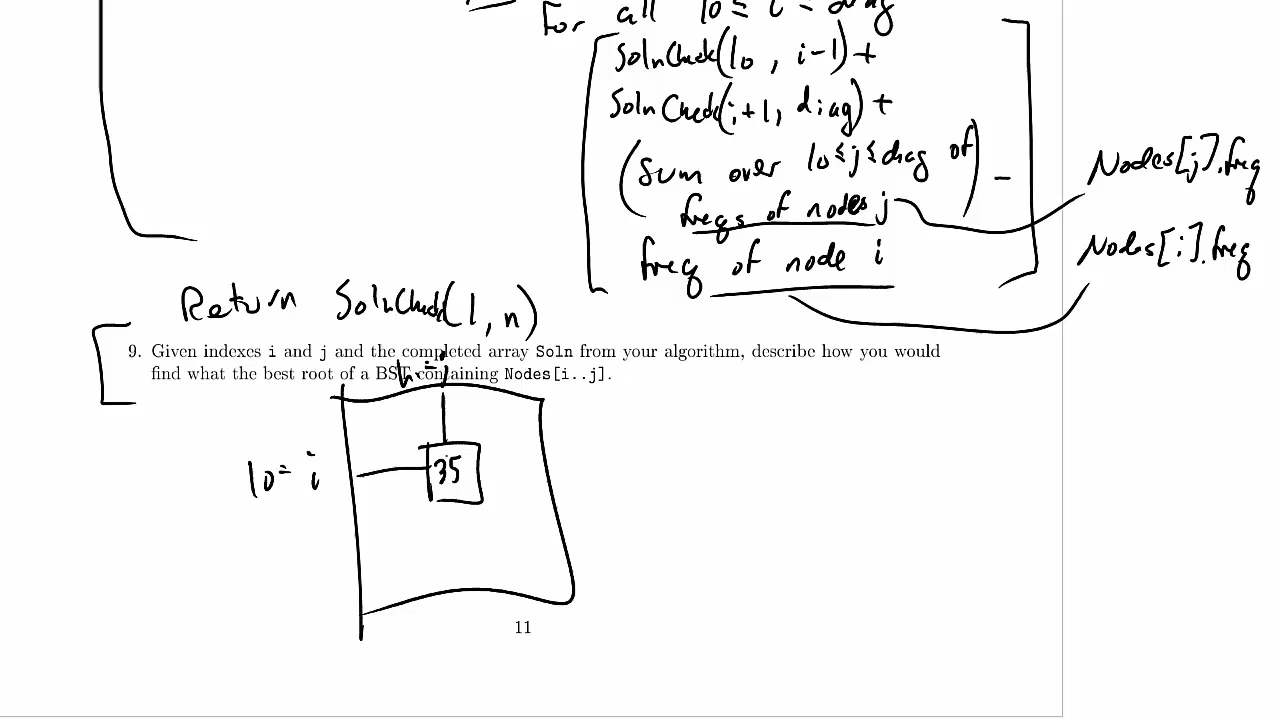 For all lo ≤ i ≤ diag
SolnCheck(lo, i-1) +
SolnCheck(i+1, diag) +
(Sum over lo ≤ j ≤ diag of
freqs of nodes j) -
freq of node i
Nodes[j].freq
Nodes[i].freq
Return SolnCheck(1, n)
9. Given indexes i and j and the completed array Soln from your algorithm, describe how you would
find what the best root of a BST containing Nodes[i..j].
hi = j
lo = i
35
11